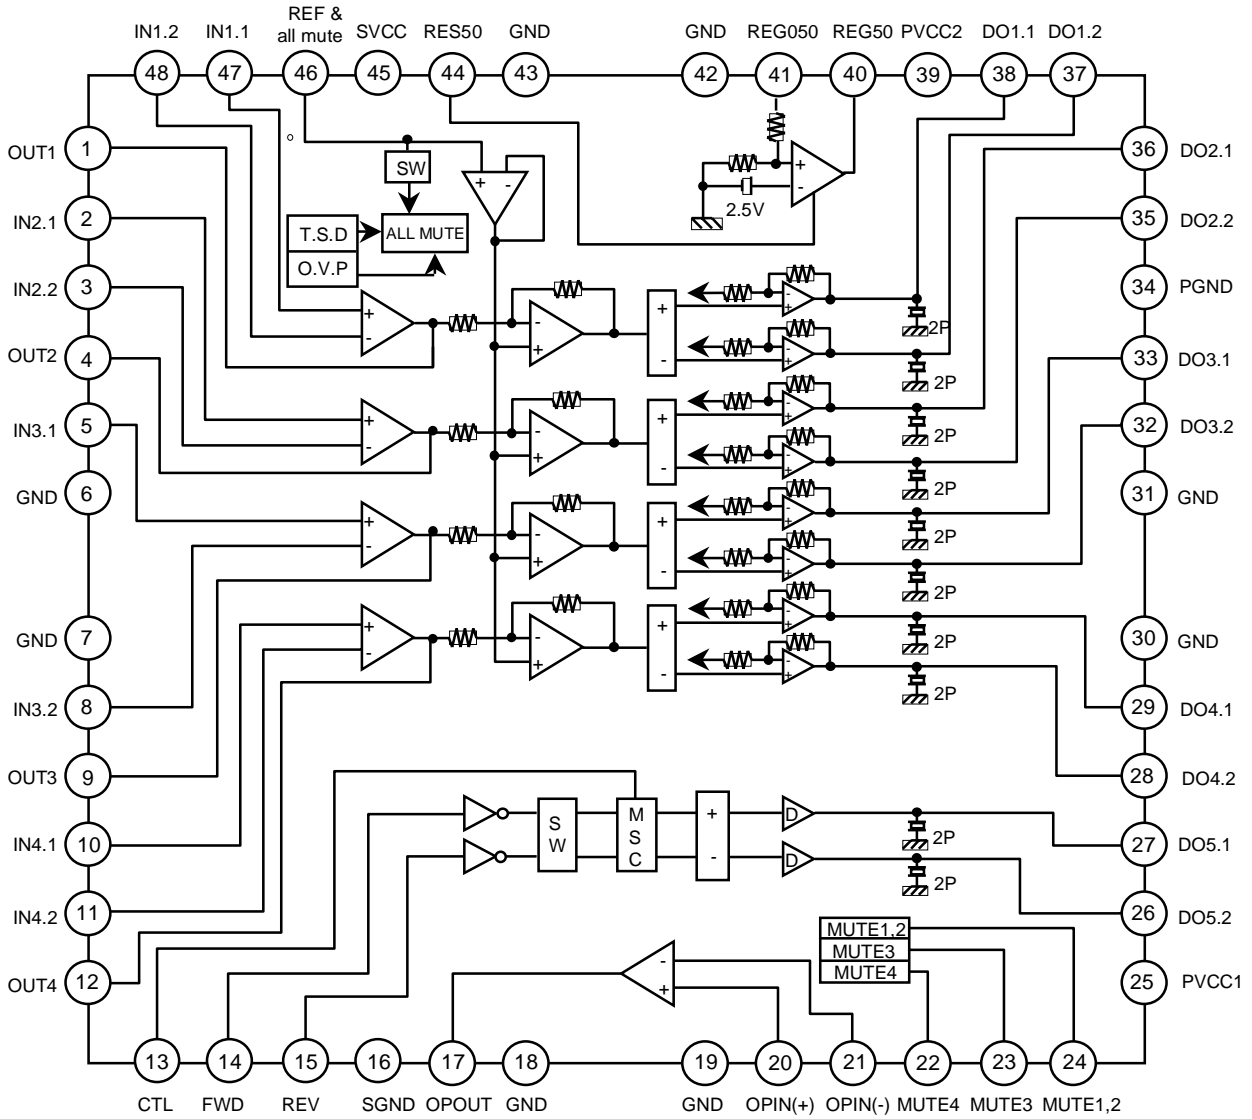 REF &
IN1.2 IN1.1 all mute SVCC RES50 GND GND REG050 REG50 PVCC2 DO1.1 DO1.2
48 47 46 45 44 43 42 41 40 39 38 37
OUT1 1
IN2.1 2
IN2.2 3
OUT2 4
IN3.1 5
GND 6
GND 7
IN3.2 8
OUT3 9
IN4.1 10
IN4.2 11
OUT4 12
SW
T.S.D
O.V.P
ALL MUTE
+ -
+
-
2.5V
+
-
-
+
+
-
-
+
2P
-
+
2P
+
-
-
+
+
-
-
+
2P
-
+
2P
+
-
-
+
+
-
-
+
2P
-
+
2P
+
-
-
+
+
-
-
+
2P
-
+
2P
S
W
M
S
C
+
-
D
2P
D
2P
MUTE1,2
MUTE3
MUTE4
-
+
36 DO2.1
35 DO2.2
34 PGND
33 DO3.1
32 DO3.2
31 GND
30 GND
29 DO4.1
28 DO4.2
27 DO5.1
26 DO5.2
25 PVCC1
13 14 15 16 17 18 19 20 21 22 23 24
CTL FWD REV SGND OPOUT GND GND OPIN(+) OPIN(-) MUTE4 MUTE3 MUTE1,2